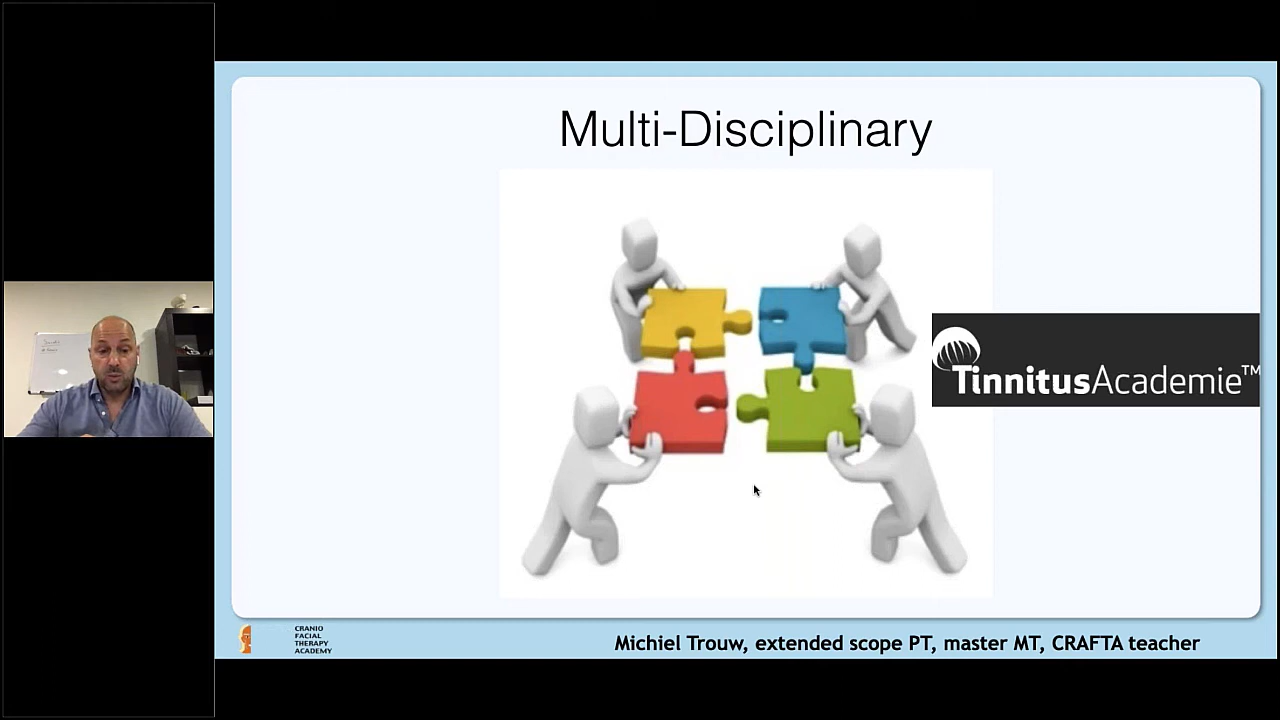 Multi-Disciplinary
TinnitusAcademie™
CRANIO
FACIAL
THERAPY
ACADEMY
Michiel Trouw, extended scope PT, master MT, CRAFTA teacher